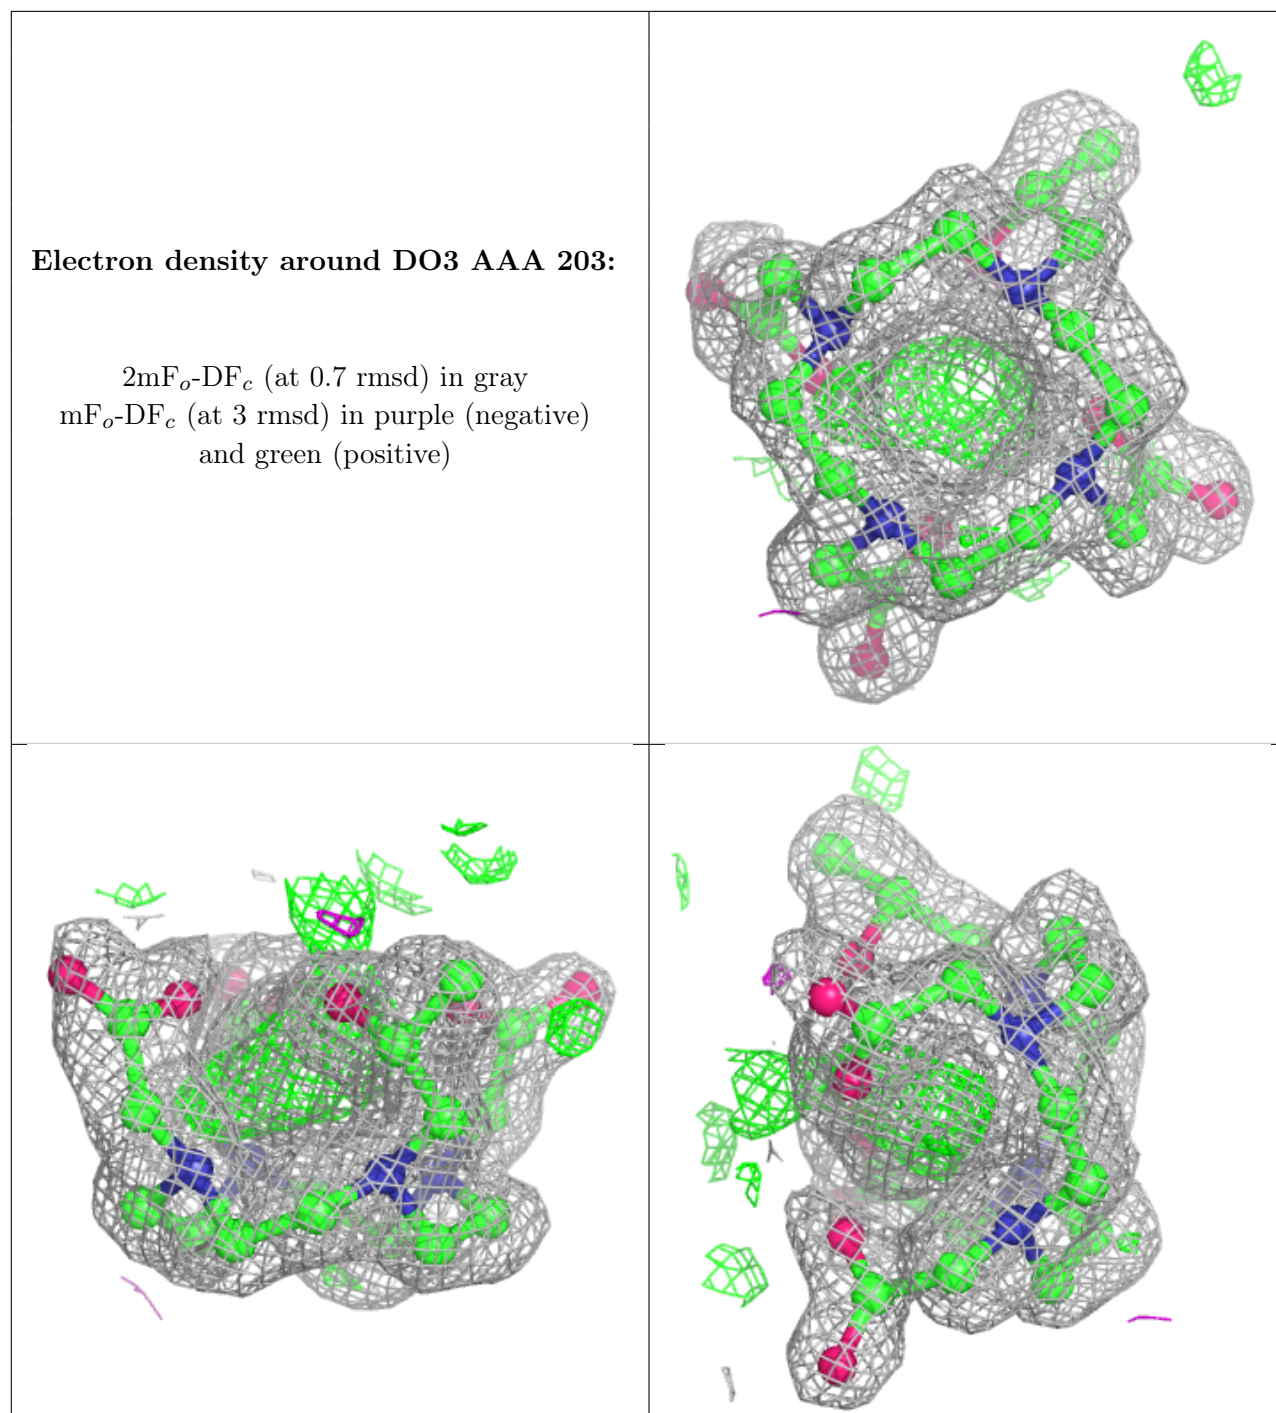 Electron density around DO3 AAA 203:
2mFₒ-DF𝒸 (at 0.7 rmsd) in gray
mFₒ-DF𝒸 (at 3 rmsd) in purple (negative)
and green (positive)